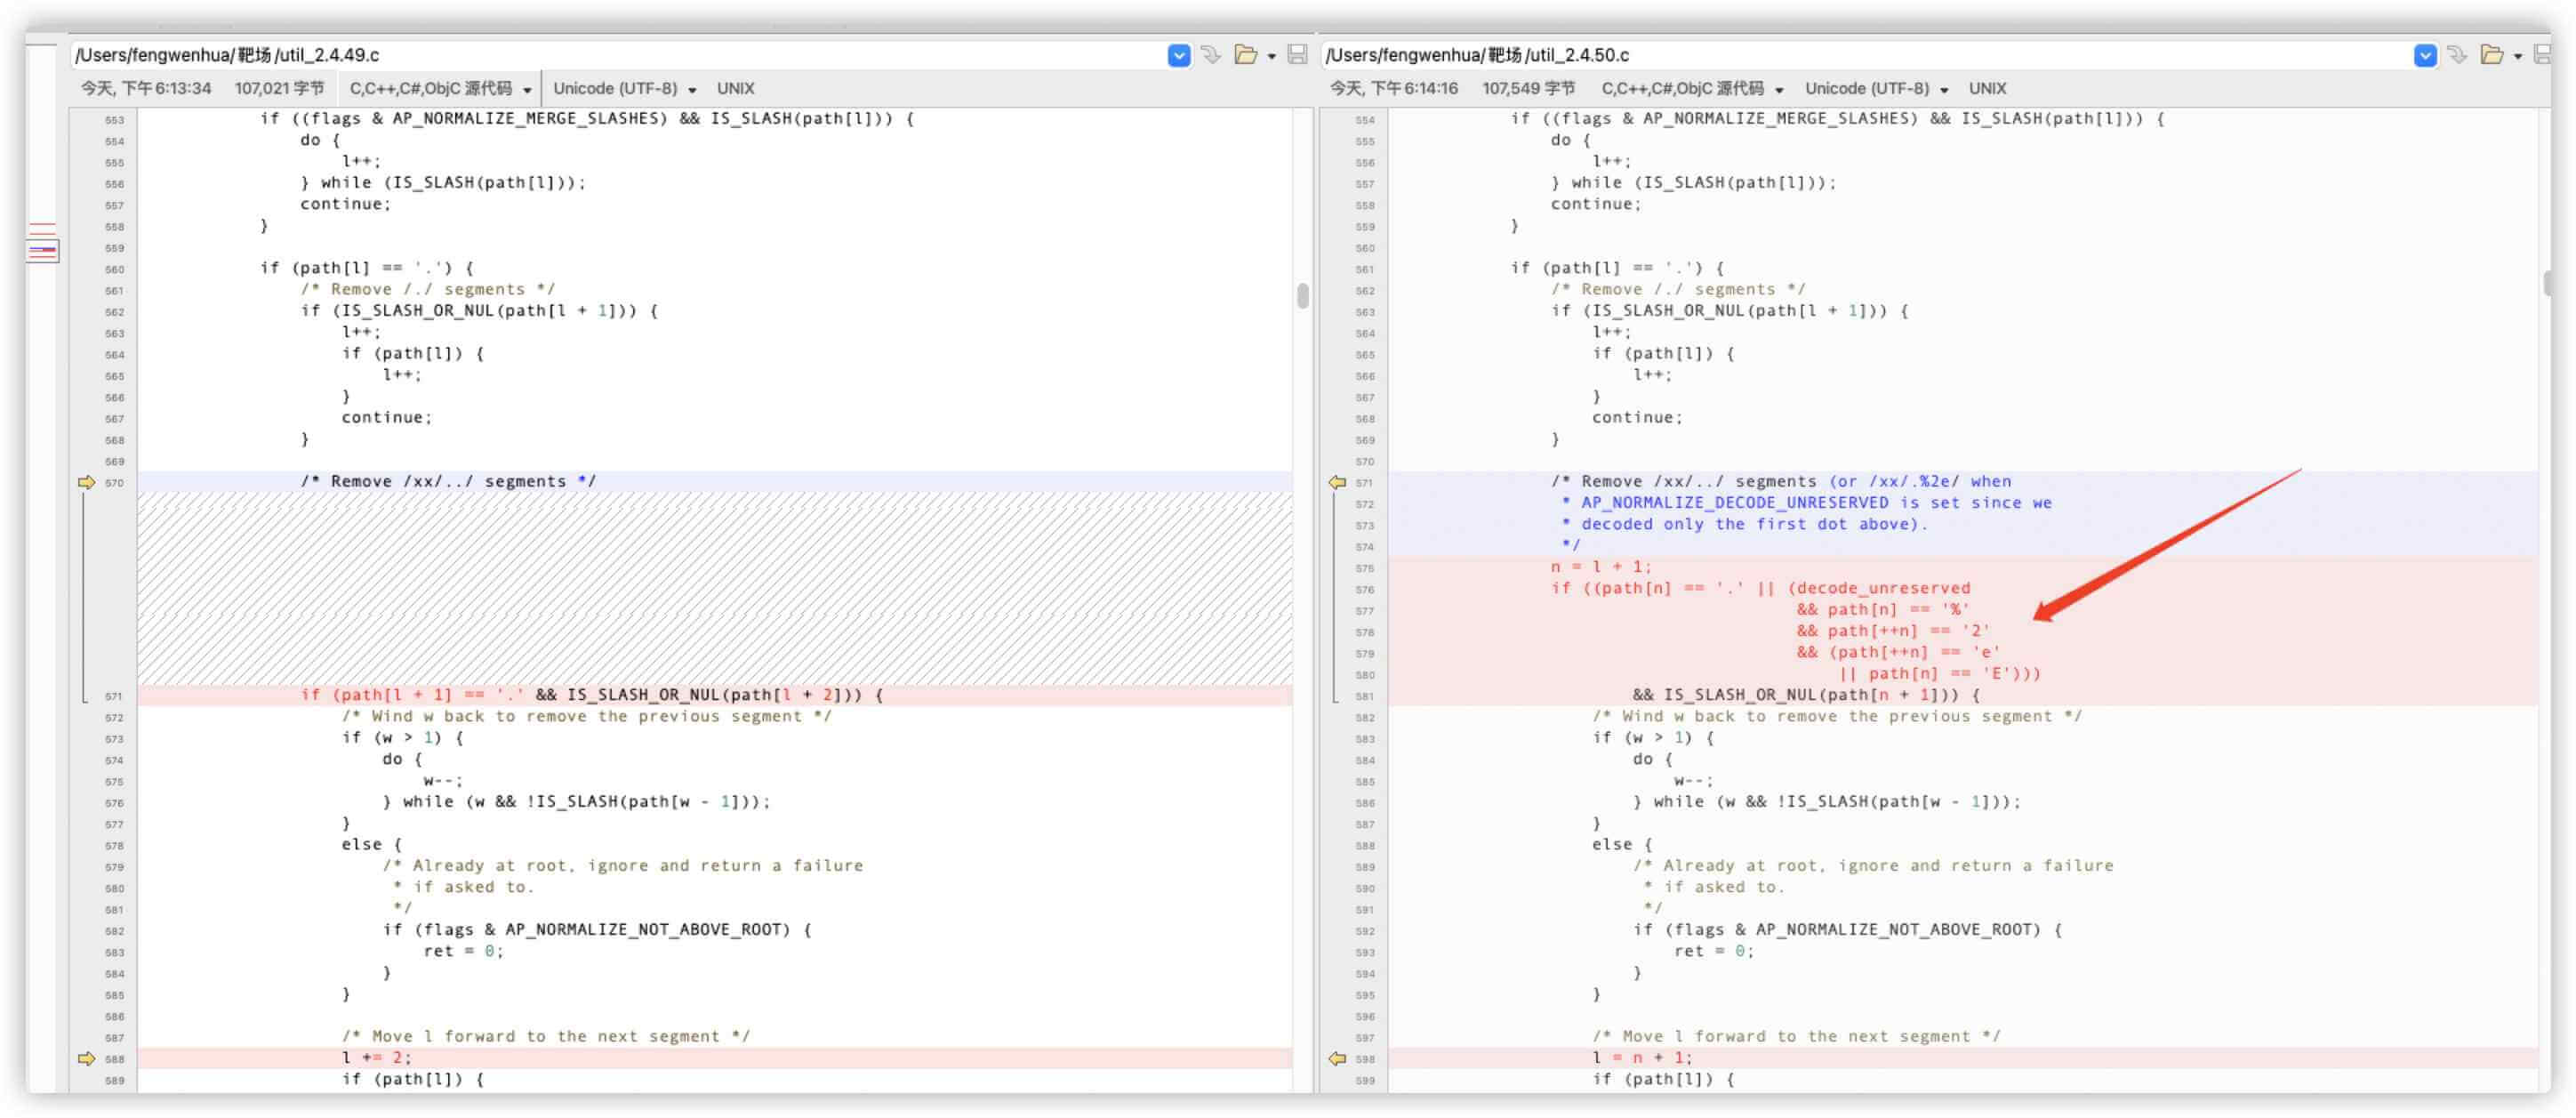 /Users/fengwenhua/靶场/util_2.4.49.c
今天, 下午6:13:34 107,021 字节 C,C++,C#,ObjC 源代码 Unicode (UTF-8) UNIX
553 if ((flags & AP_NORMALIZE_MERGE_SLASHES) && IS_SLASH(path[l])) {
554 do {
555 l++;
556 } while (IS_SLASH(path[l]));
557 continue;
558 }
559
560 if (path[l] == '.') {
561 /* Remove /./ segments */
562 if (IS_SLASH_OR_NUL(path[l + 1])) {
563 l++;
564 if (path[l]) {
565 l++;
566 }
567 continue;
568 }
569
570 /* Remove /xx/../ segments */
571 if (path[l + 1] == '.' && IS_SLASH_OR_NUL(path[l + 2])) {
572 /* Wind w back to remove the previous segment */
573 if (w > 1) {
574 do {
575 w--;
576 } while (w && !IS_SLASH(path[w - 1]));
577 }
578 else {
579 /* Already at root, ignore and return a failure
580 * if asked to.
581 */
582 if (flags & AP_NORMALIZE_NOT_ABOVE_ROOT) {
583 ret = 0;
584 }
585 }
586
587 /* Move l forward to the next segment */
588 l += 2;
589 if (path[l]) {
/Users/fengwenhua/靶场/util_2.4.50.c
今天, 下午6:14:16 107,549 字节 C,C++,C#,ObjC 源代码 Unicode (UTF-8) UNIX
554 if ((flags & AP_NORMALIZE_MERGE_SLASHES) && IS_SLASH(path[l])) {
555 do {
556 l++;
557 } while (IS_SLASH(path[l]));
558 continue;
559 }
560
561 if (path[l] == '.') {
562 /* Remove /./ segments */
563 if (IS_SLASH_OR_NUL(path[l + 1])) {
564 l++;
565 if (path[l]) {
566 l++;
567 }
568 continue;
569 }
570
571 /* Remove /xx/../ segments (or /xx/.%2e/ when
572 * AP_NORMALIZE_DECODE_UNRESERVED is set since we
573 * decoded only the first dot above).
574 */
575 n = l + 1;
576 if ((path[n] == '.' || (decode_unreserved
577 && path[n] == '%'
578 && path[++n] == '2'
579 && (path[++n] == 'e'
580 || path[n] == 'E')))
581 && IS_SLASH_OR_NUL(path[n + 1])) {
582 /* Wind w back to remove the previous segment */
583 if (w > 1) {
584 do {
585 w--;
586 } while (w && !IS_SLASH(path[w - 1]));
587 }
588 else {
589 /* Already at root, ignore and return a failure
590 * if asked to.
591 */
592 if (flags & AP_NORMALIZE_NOT_ABOVE_ROOT) {
593 ret = 0;
594 }
595 }
596
597 /* Move l forward to the next segment */
598 l = n + 1;
599 if (path[l]) {